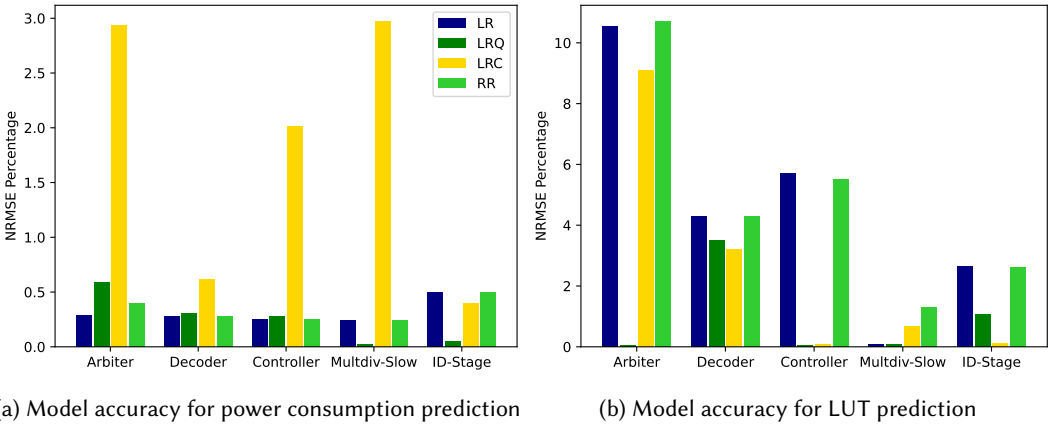 3.0
2.5
2.0
1.5
1.0
0.5
0.0
NRMSE Percentage
LR
LRQ
LRC
RR
Arbiter Decoder Controller Multdiv-Slow ID-Stage
(a) Model accuracy for power consumption prediction
10
8
6
4
2
0
NRMSE Percentage
Arbiter Decoder Controller Multdiv-Slow ID-Stage
(b) Model accuracy for LUT prediction